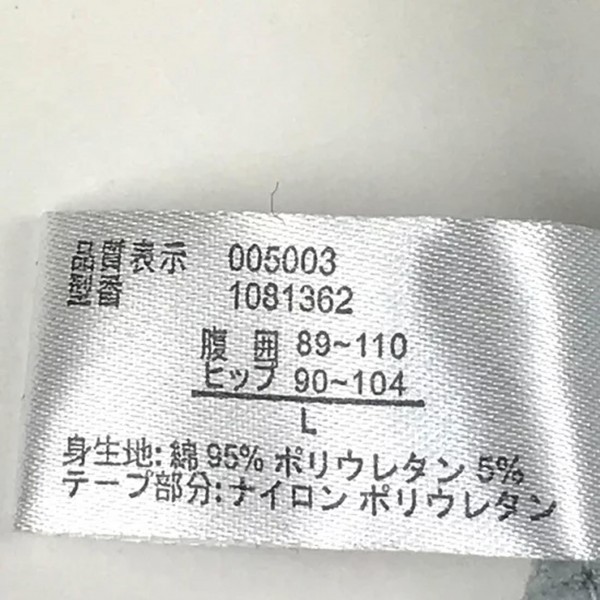 品質表示 005003
製番 1081362
腹囲 89~110
ヒップ 90~104
L
身生地:綿 95% ポリウレタン 5%
テープ部分:ナイロン ポリウレタン